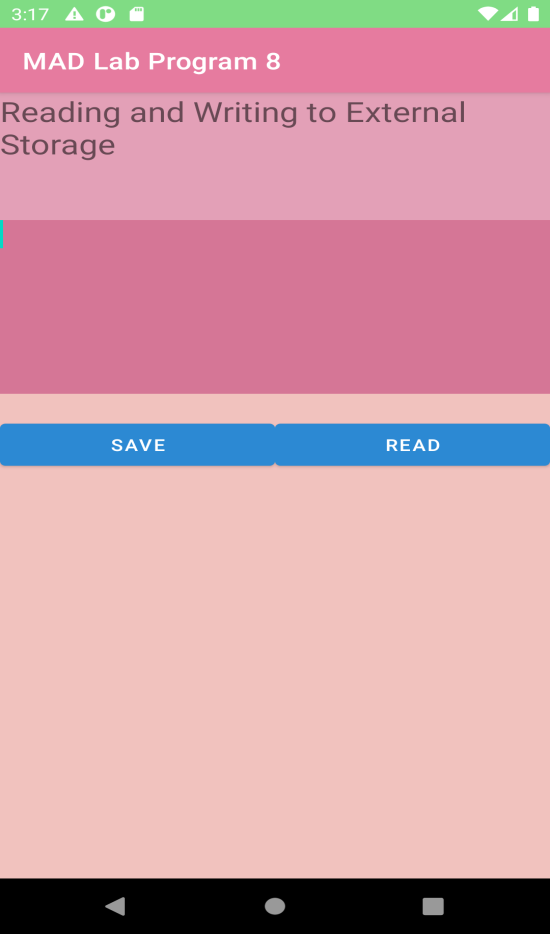 3:17
MAD Lab Program 8
Reading and Writing to External
Storage
SAVE READ